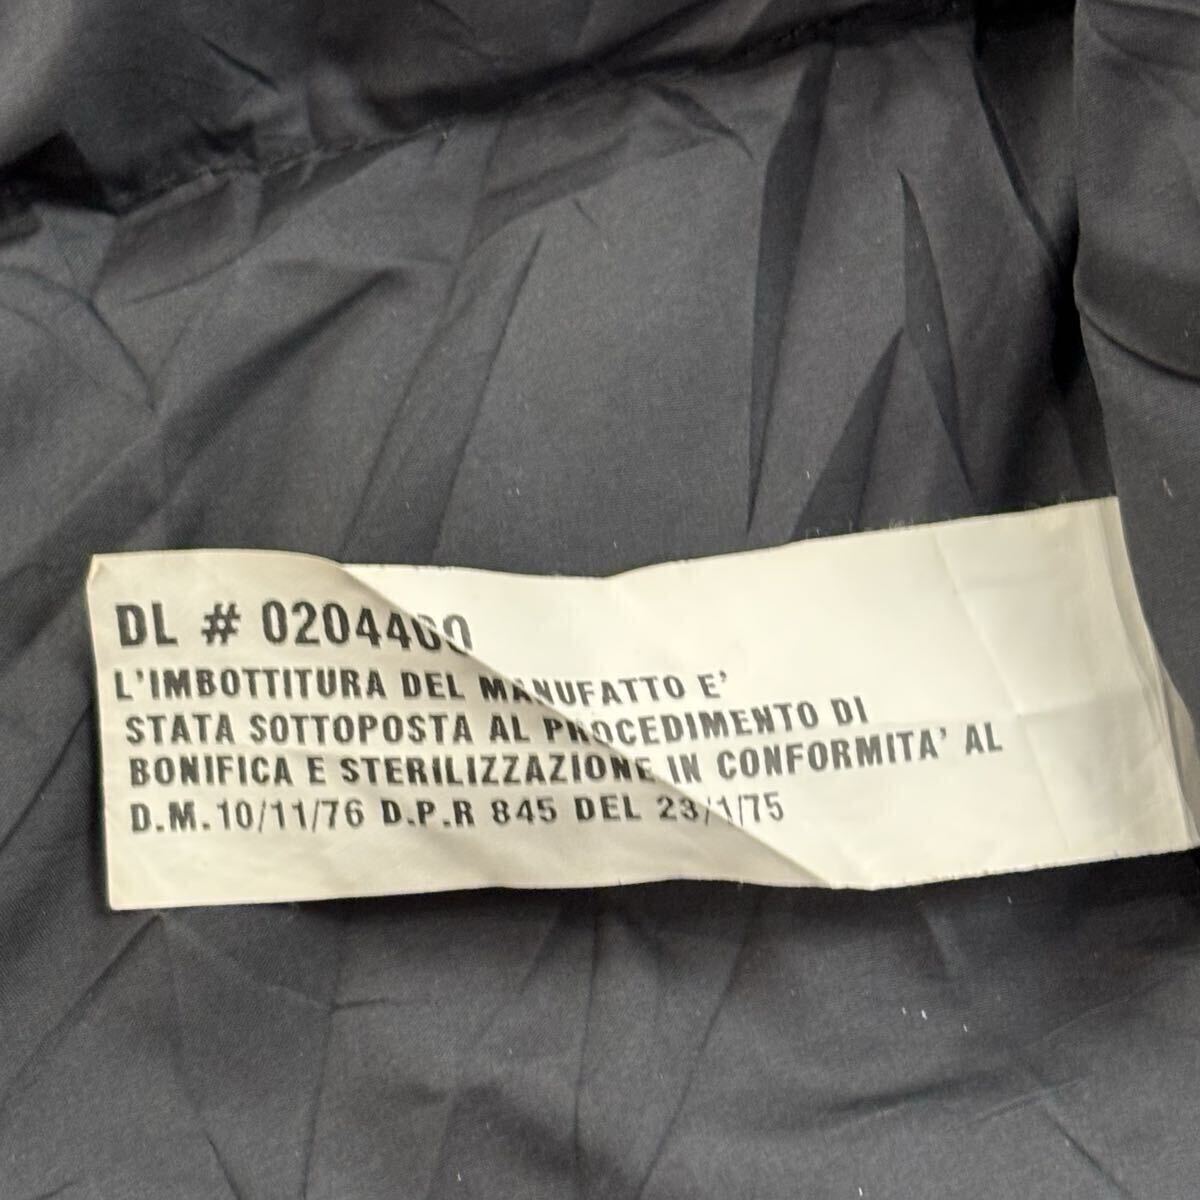 DL # 0204400
L'IMBOTTITURA DEL MANUFATTO E'
STATA SOTTOPOSTA AL PROCEDIMENTO DI
BONIFICA E STERILIZZAZIONE IN CONFORMITA' AL
D.M.10/11/76 D.P.R 845 DEL 23/1/75